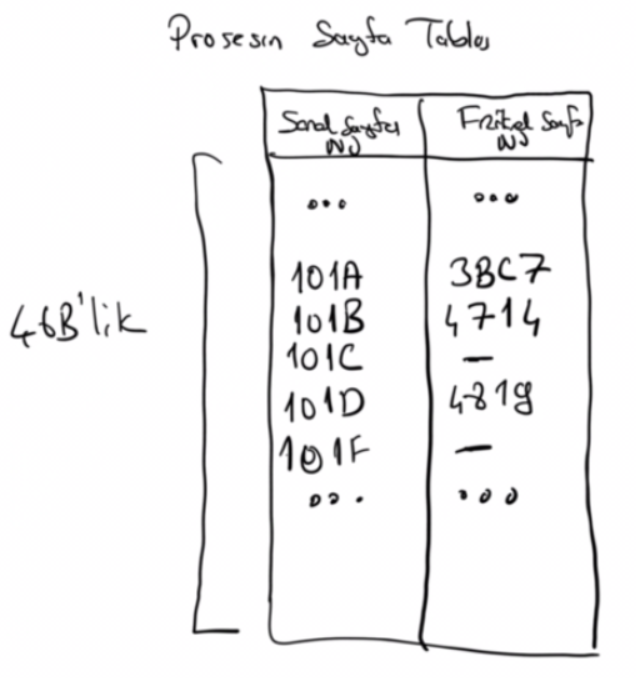 Prosesin Sayfa Tablosu
Sanal Sayfa No Fiziksel Sayfa No
... ...
101A 3BC7
101B 4714
101C —
101D 4819
101F —
... ...
4GB'lik